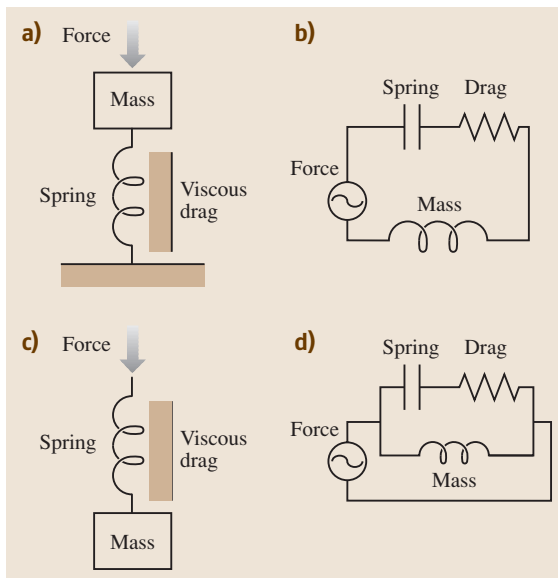 a)
Force
Mass
Spring
Viscous
drag
b)
Spring Drag
Force
Mass
c)
Force
Spring
Viscous
drag
Mass
d)
Spring Drag
Force
Mass